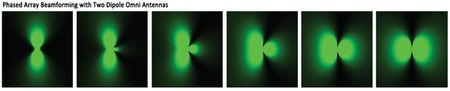 Phased Array Beamforming with Two Dipole Omni Antennas